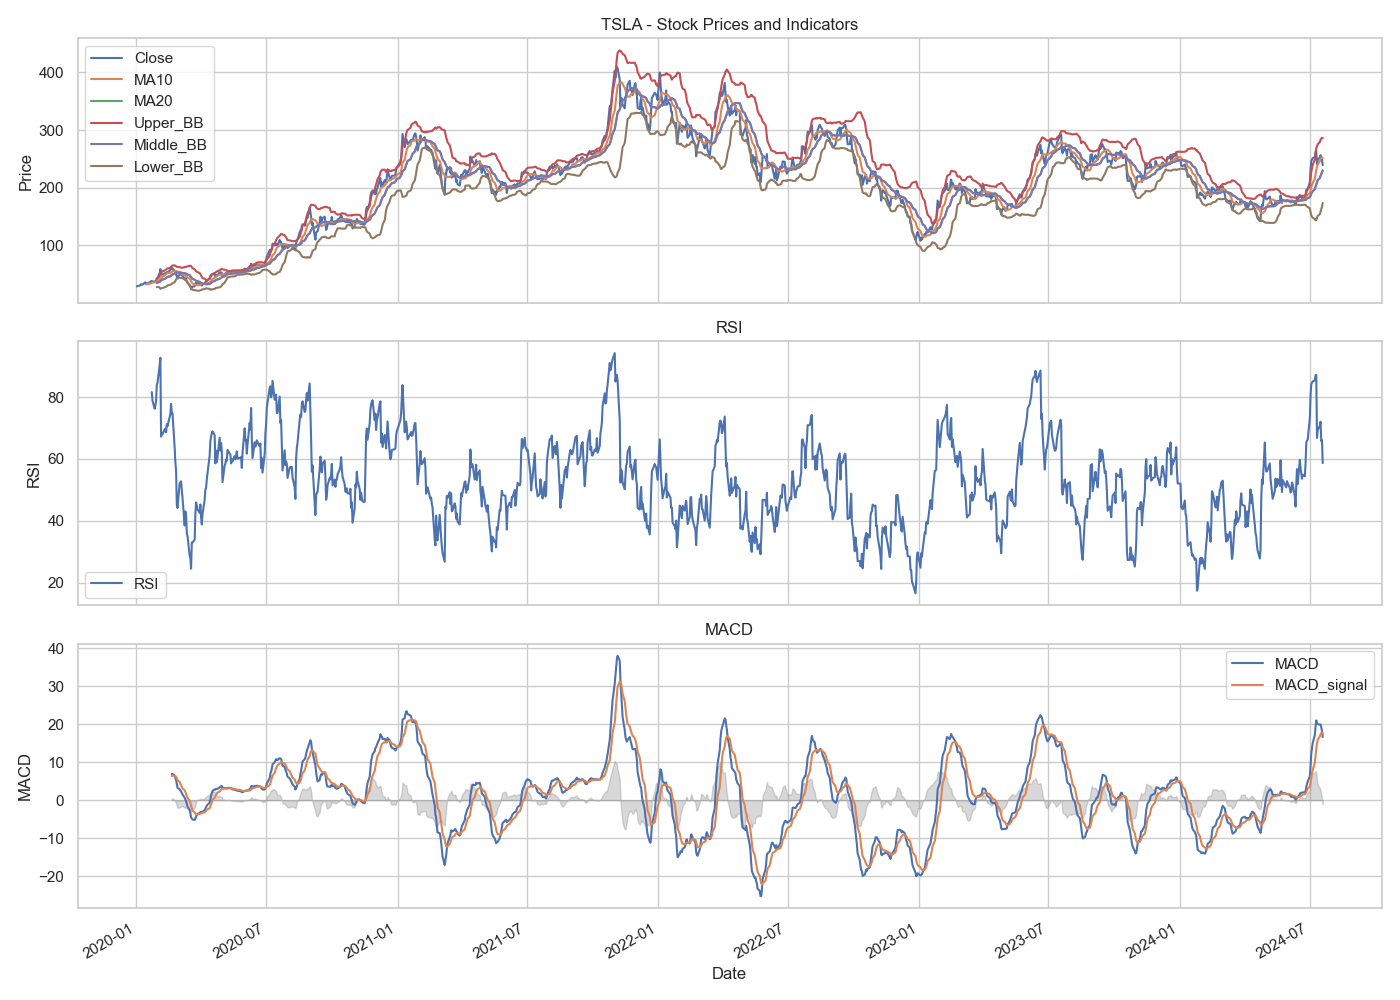 TSLA - Stock Prices and Indicators
Close
MA10
MA20
Upper_BB
Middle_BB
Lower_BB
Price
400
300
200
100
RSI
RSI
80
60
40
20
RSI
MACD
MACD
MACD_signal
MACD
40
30
20
10
0
−10
−20
2020-01
2020-07
2021-01
2021-07
2022-01
2022-07
2023-01
2023-07
2024-01
2024-07
Date